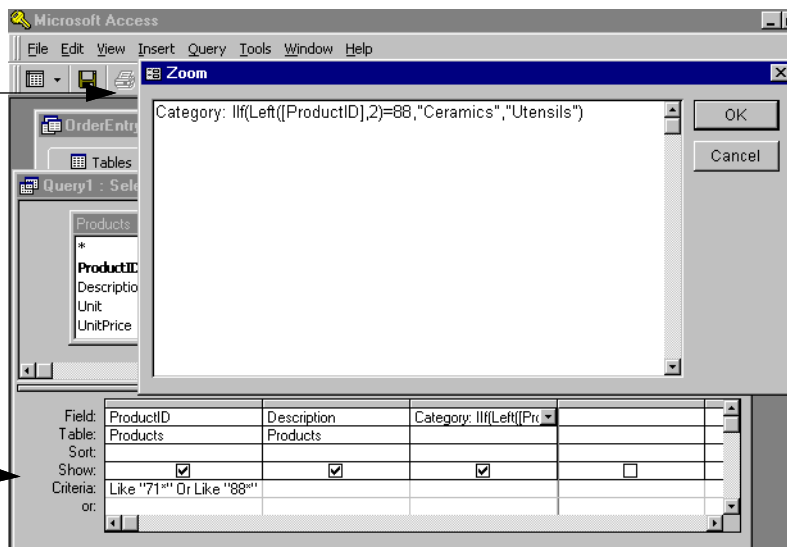 Microsoft Access
File Edit View Insert Query Tools Window Help
Zoom
Category: IIf(Left([ProductID],2)=88,"Ceramics","Utensils")
OK
Cancel
OrderEntry
Tables
Query1 : Sele
Products
*
ProductID
Descriptio
Unit
UnitPrice
Field: ProductID Description Category: IIf(Left([Pro
Table: Products Products
Sort:
Show:
Criteria: Like "71*" Or Like "88*"
or: